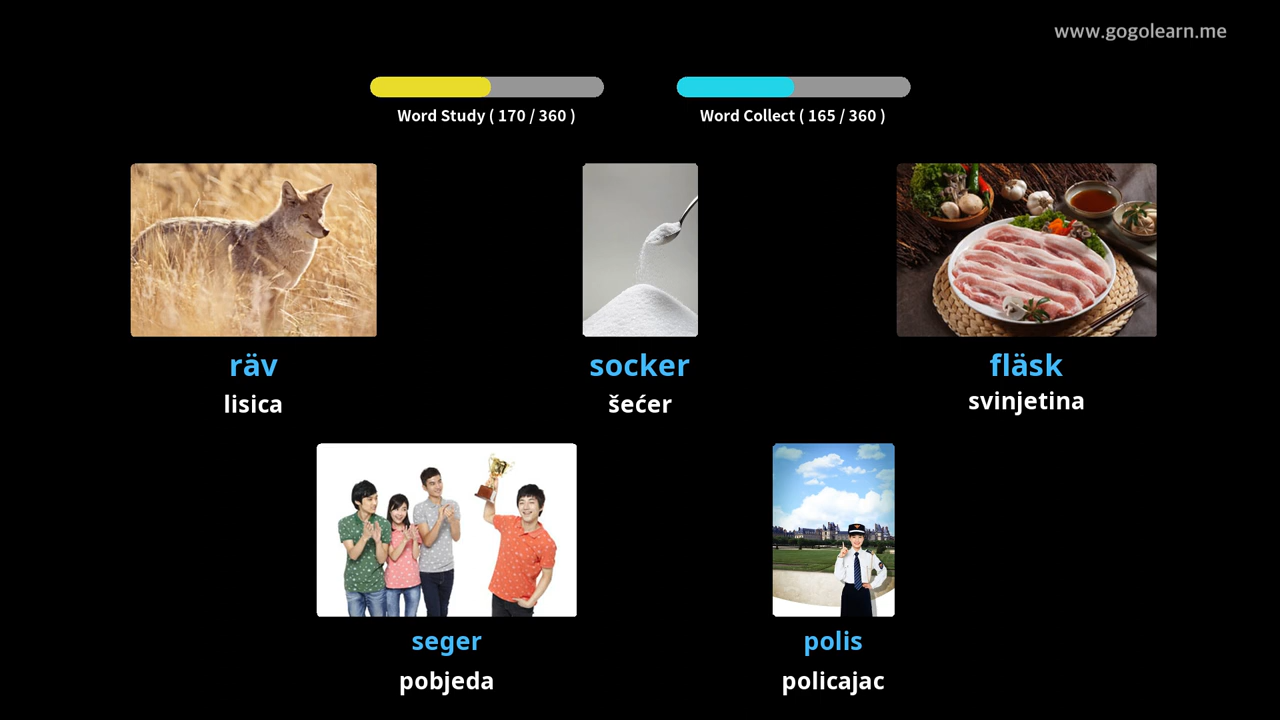 www.gogolearn.me
Word Study ( 170 / 360 )
Word Collect ( 165 / 360 )
räv
socker
fläsk
lisica
šećer
svinjetina
seger
polis
pobjeda
policajac